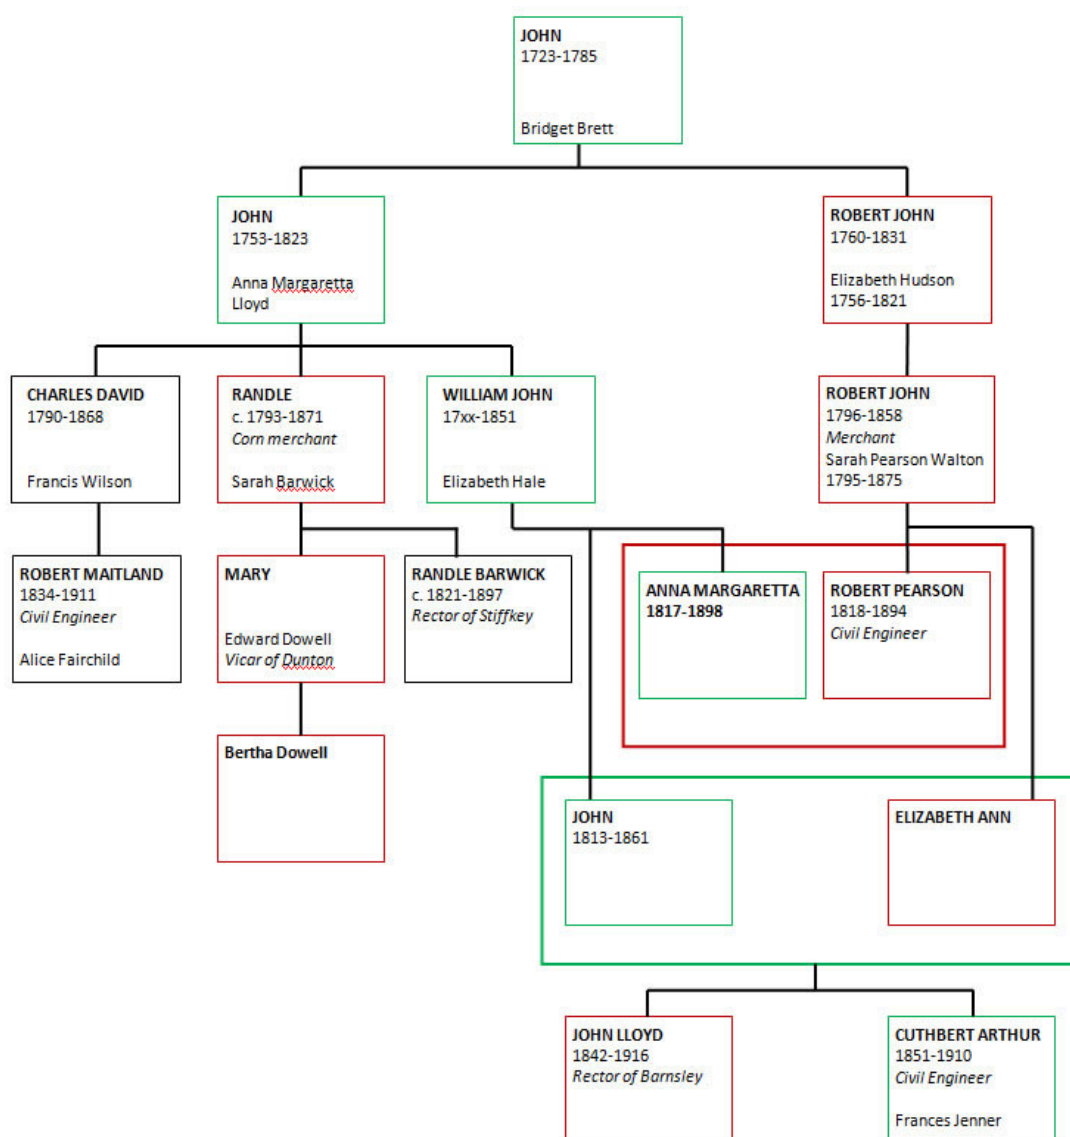 JOHN
1723-1785
Bridget Brett
JOHN
1753-1823
Anna Margaretta
Lloyd
ROBERT JOHN
1760-1831
Elizabeth Hudson
1756-1821
CHARLES DAVID
1790-1868
Francis Wilson
RANDLE
c. 1793-1871
Corn merchant
Sarah Barwick
WILLIAM JOHN
17xx-1851
Elizabeth Hale
ROBERT JOHN
1796-1858
Merchant
Sarah Pearson Walton
1795-1875
ROBERT MAITLAND
1834-1911
Civil Engineer
Alice Fairchild
MARY
Edward Dowell
Vicar of Dunton
RANDLE BARWICK
c. 1821-1897
Rector of Stiffkey
ANNA MARGARETTA
1817-1898
ROBERT PEARSON
1818-1894
Civil Engineer
Bertha Dowell
JOHN
1813-1861
ELIZABETH ANN
JOHN LLOYD
1842-1916
Rector of Barnsley
CUTHBERT ARTHUR
1851-1910
Civil Engineer
Frances Jenner